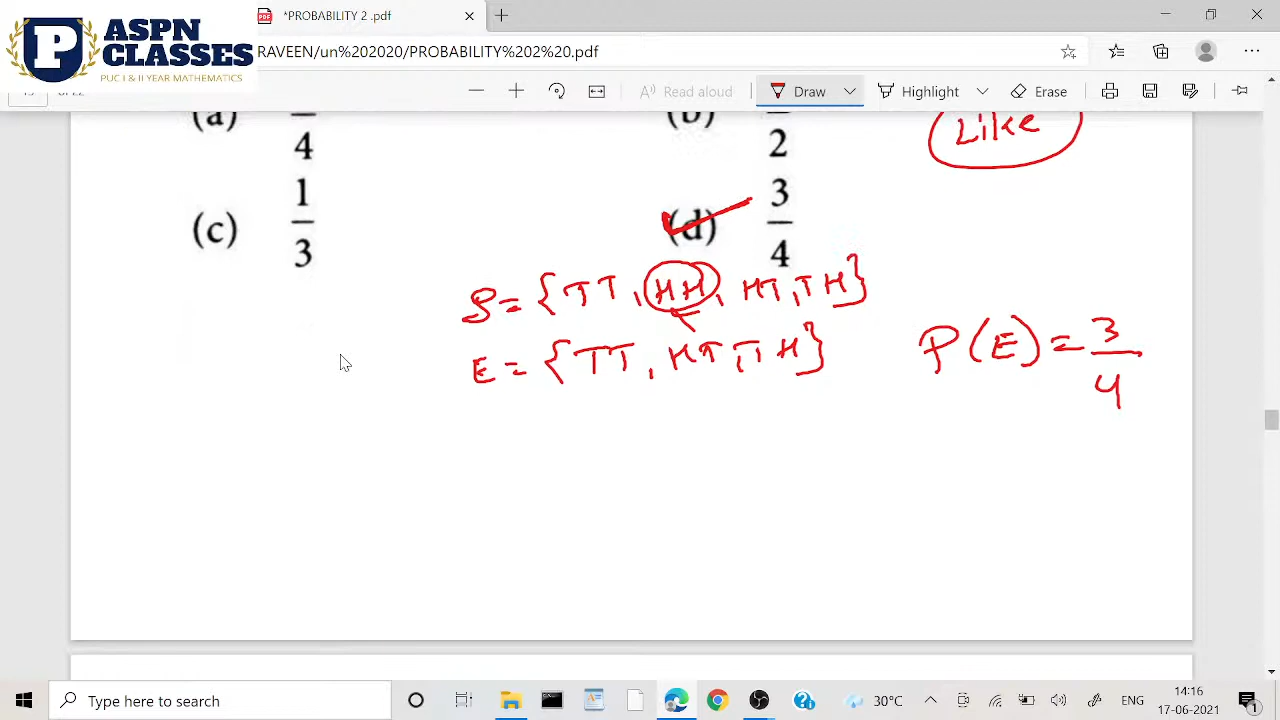 *PROBABILITY 2 .pdf
ASPN
CLASSES
PUC I & II YEAR MATHEMATICS
RAVEEN/un%202020/PROBABILITY%202%20.pdf
Read aloud
Draw
Highlight
Erase
(a) 4
(b) 2
Like
(c) 1/3
(d) 3/4
S = {TT, HH, HT, TH}
E = {TT, HT, TH}
P(E) = 3/4
Type here to search
30°C
ENG
14:16
17-06-2021